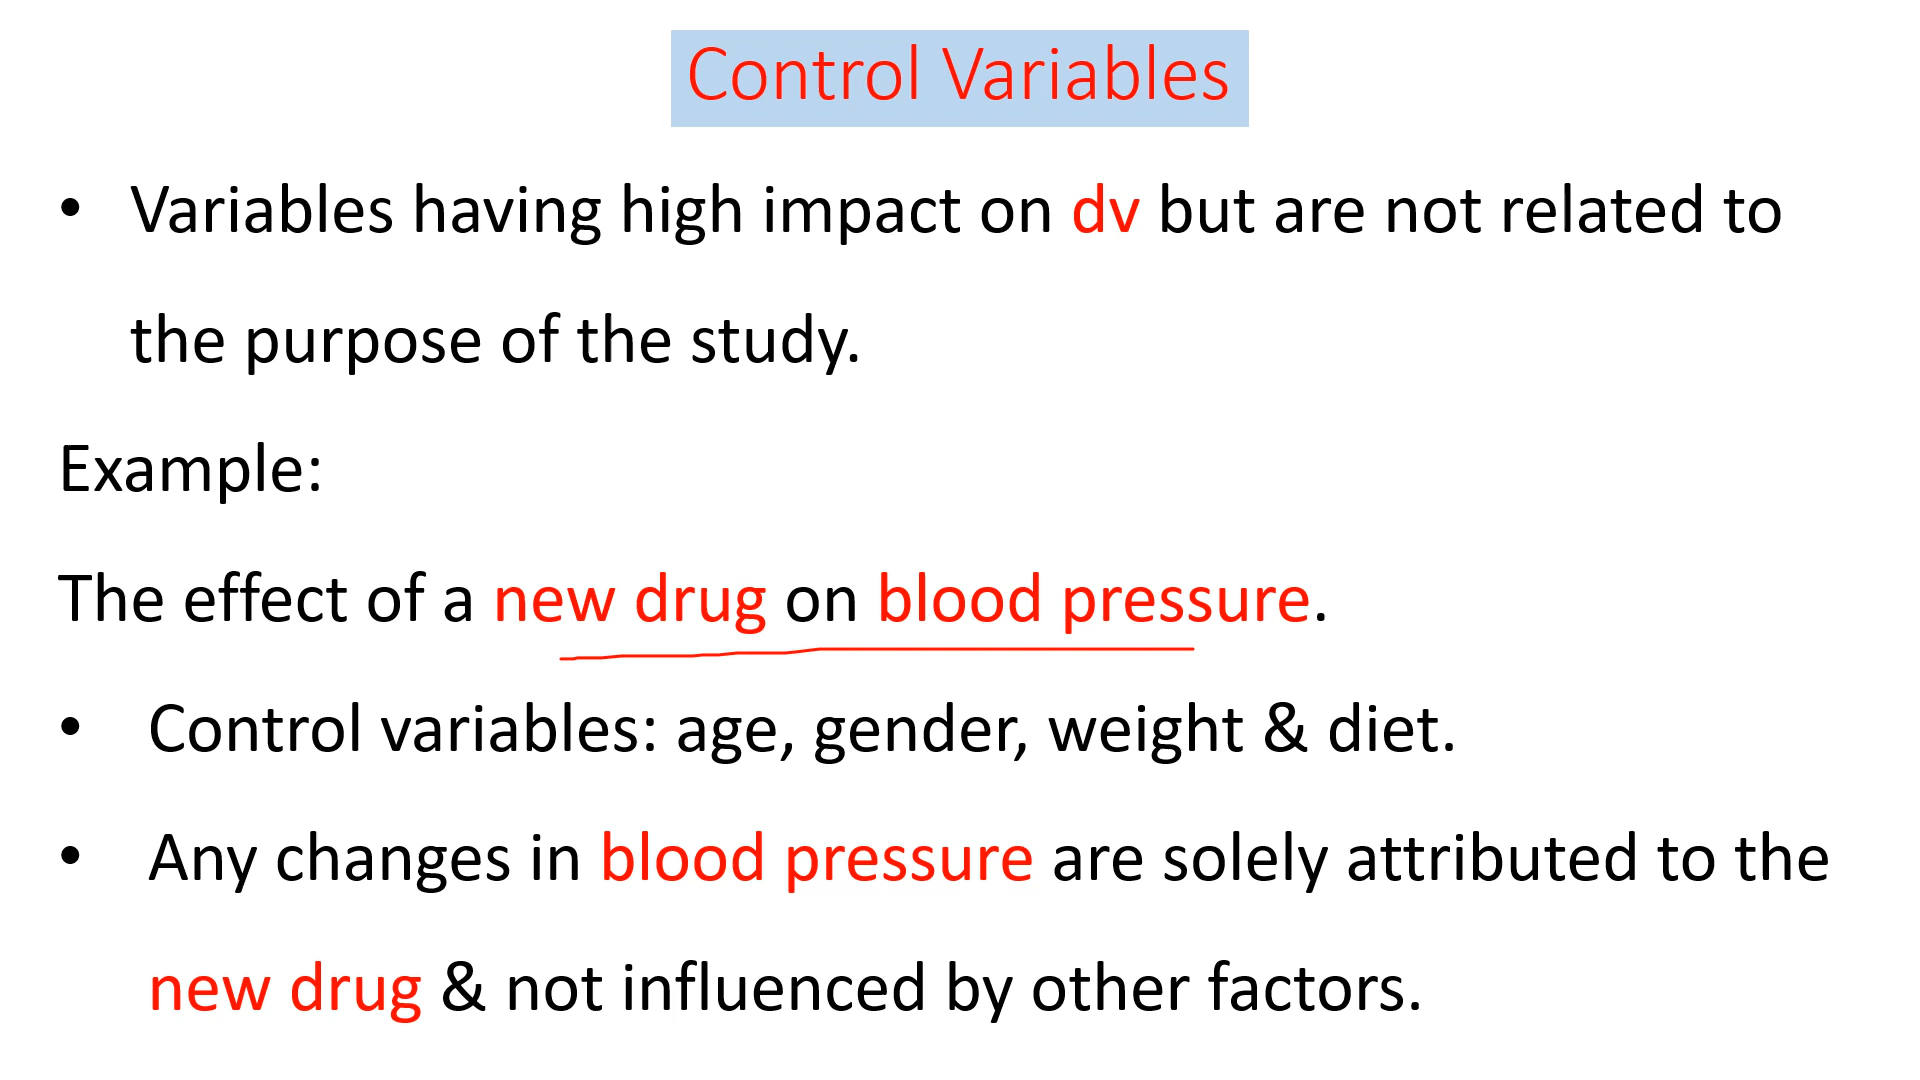 Control Variables
• Variables having high impact on dv but are not related to
the purpose of the study.
Example:
The effect of a new drug on blood pressure.
• Control variables: age, gender, weight & diet.
• Any changes in blood pressure are solely attributed to the
new drug & not influenced by other factors.